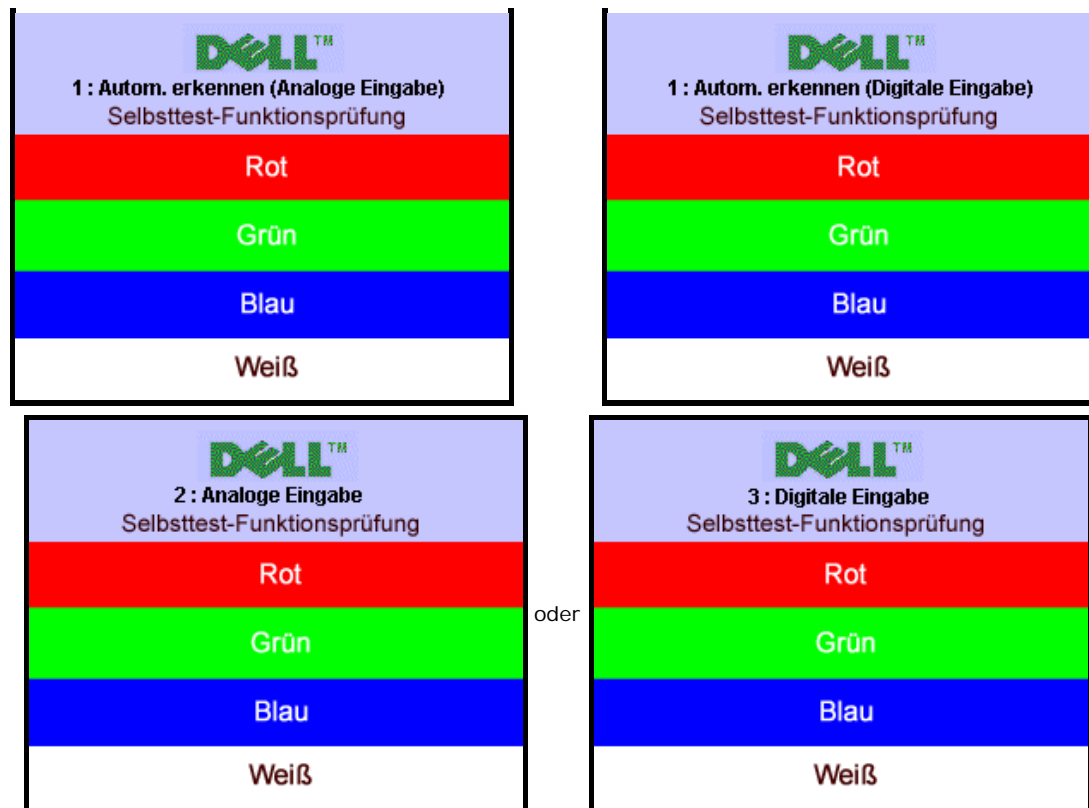 DELL™
1 : Autom. erkennen (Analoge Eingabe)
Selbsttest-Funktionsprüfung
Rot
Grün
Blau
Weiß
DELL™
1 : Autom. erkennen (Digitale Eingabe)
Selbsttest-Funktionsprüfung
Rot
Grün
Blau
Weiß
DELL™
2 : Analoge Eingabe
Selbsttest-Funktionsprüfung
Rot
Grün
Blau
Weiß
oder
DELL™
3 : Digitale Eingabe
Selbsttest-Funktionsprüfung
Rot
Grün
Blau
Weiß